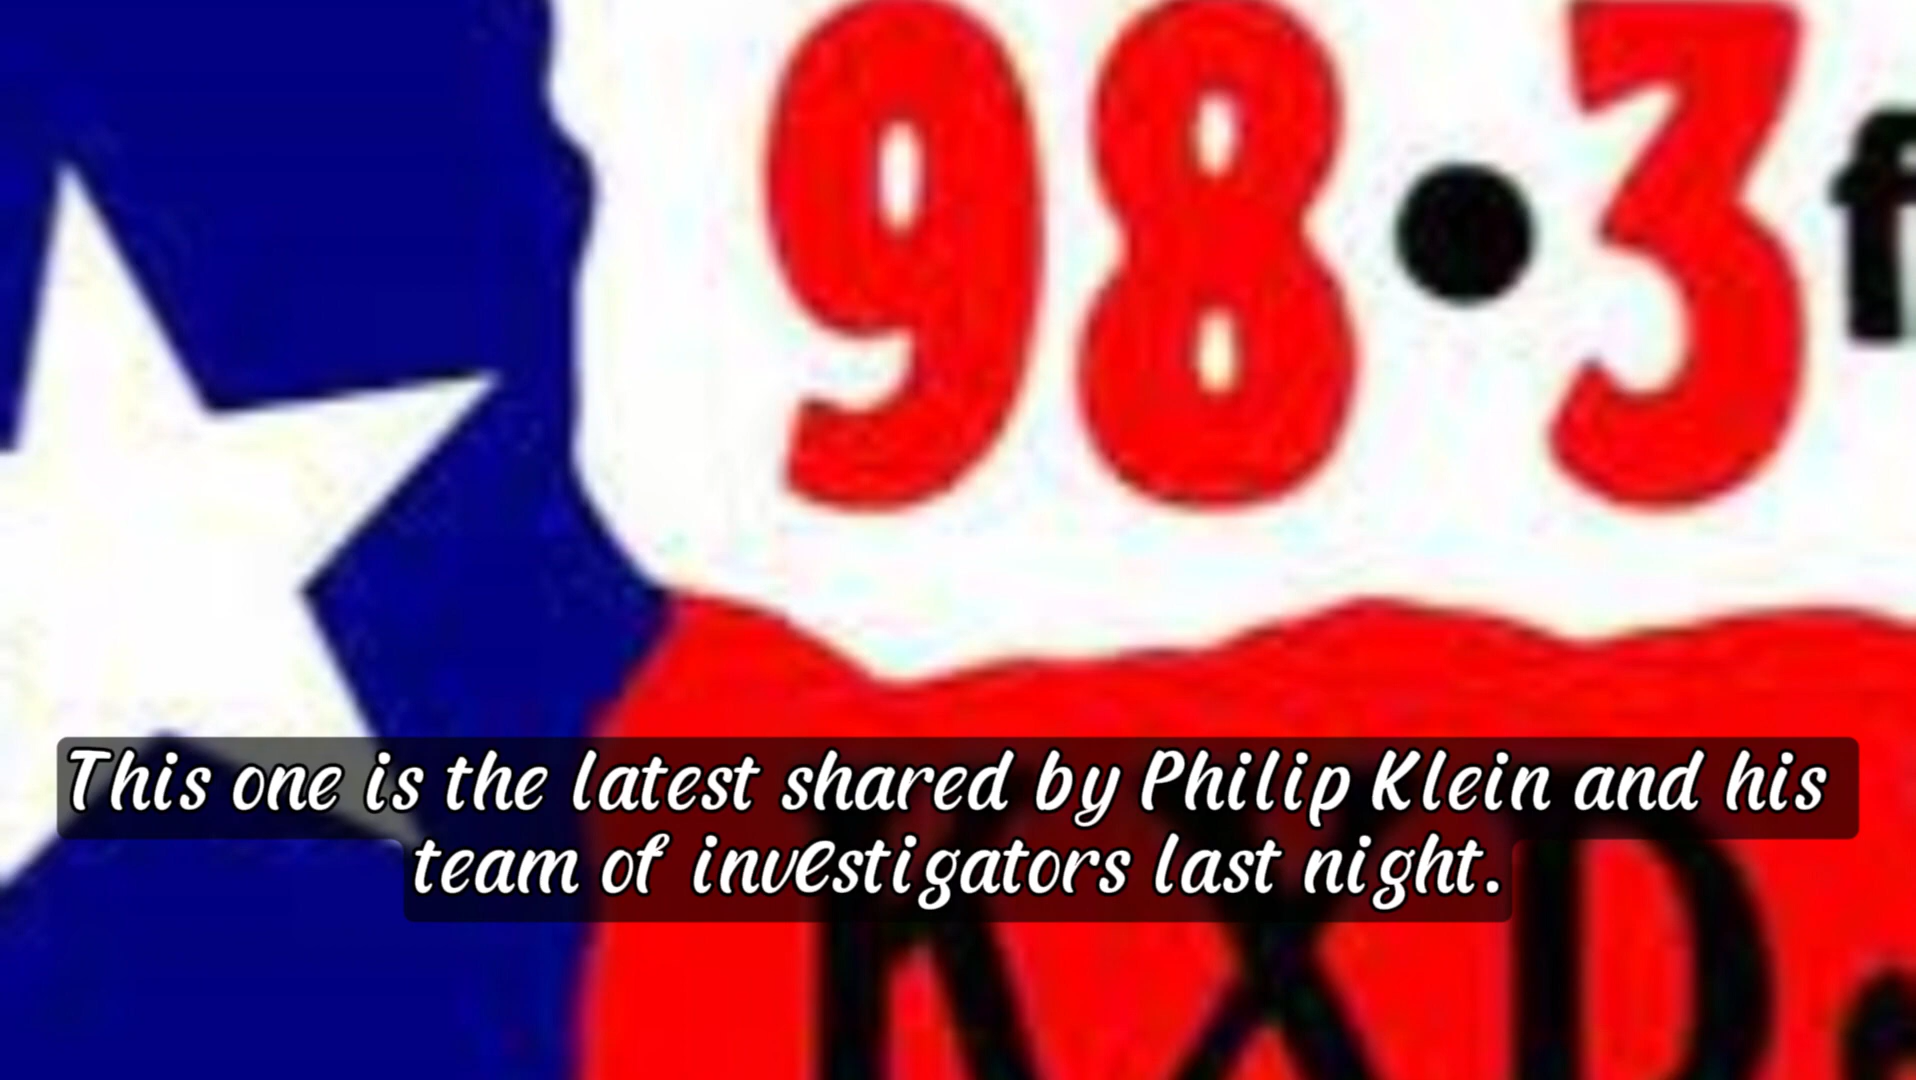 98.3 f
This one is the latest shared by Philip Klein and his
team of investigators last night.